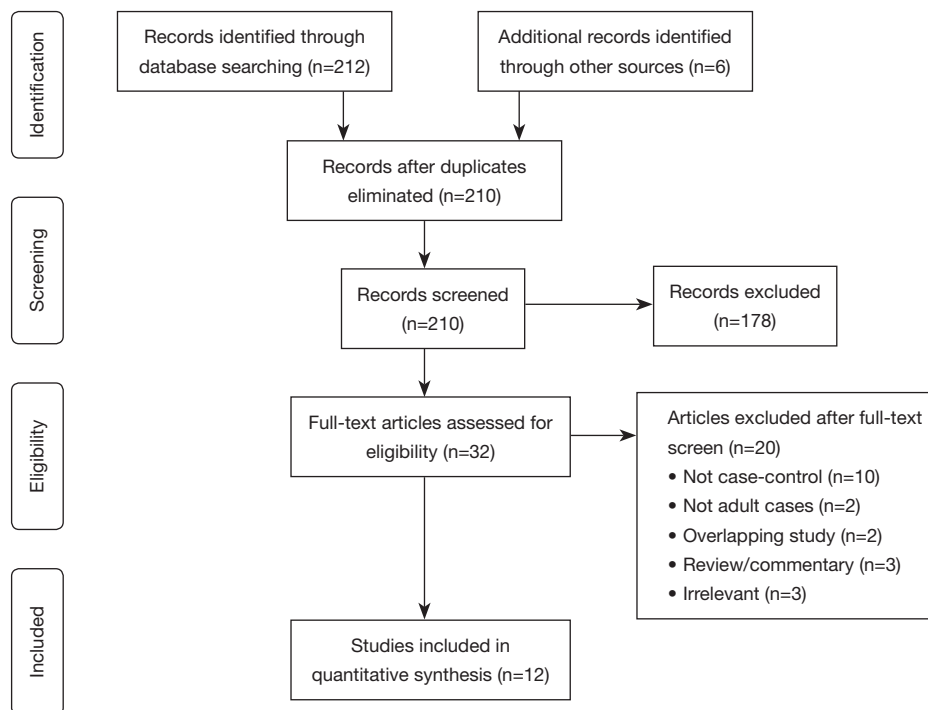 Identification
Records identified through
database searching (n=212)
Additional records identified
through other sources (n=6)
Records after duplicates
eliminated (n=210)
Screening
Records screened
(n=210)
Records excluded
(n=178)
Eligibility
Full-text articles assessed for
eligibility (n=32)
Articles excluded after full-text
screen (n=20)
• Not case-control (n=10)
• Not adult cases (n=2)
• Overlapping study (n=2)
• Review/commentary (n=3)
• Irrelevant (n=3)
Included
Studies included in
quantitative synthesis (n=12)